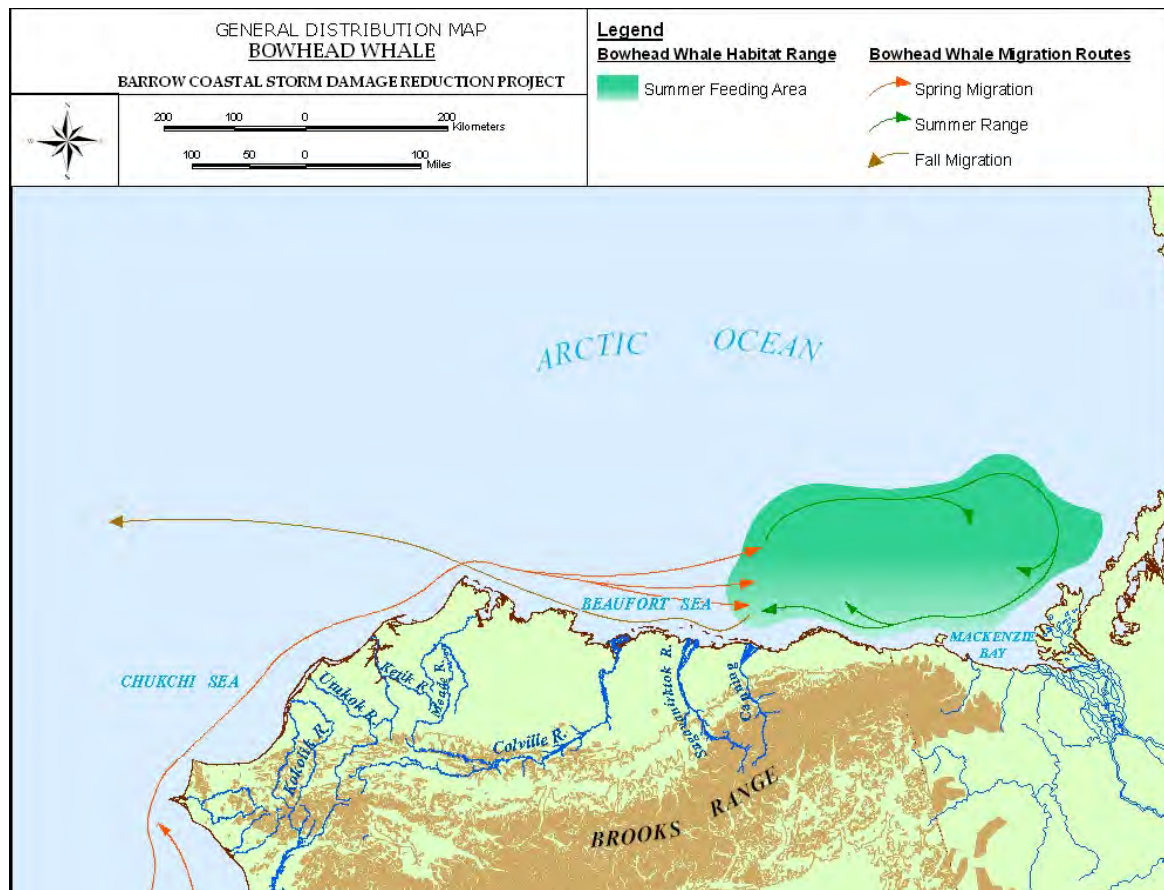 GENERAL DISTRIBUTION MAP
BOWHEAD WHALE
BARROW COASTAL STORM DAMAGE REDUCTION PROJECT
N
W
E
S
200 100 0 200
Kilometers
100 50 0 100
Miles
Legend
Bowhead Whale Habitat Range
Summer Feeding Area
Bowhead Whale Migration Routes
Spring Migration
Summer Range
Fall Migration
ARCTIC OCEAN
BEAUFORT SEA
MACKENZIE
BAY
CHUKCHI SEA
Kokolik R.
Utukok R.
Ketik R.
Meade R.
Colville R.
Canning
BROOKS RANGE